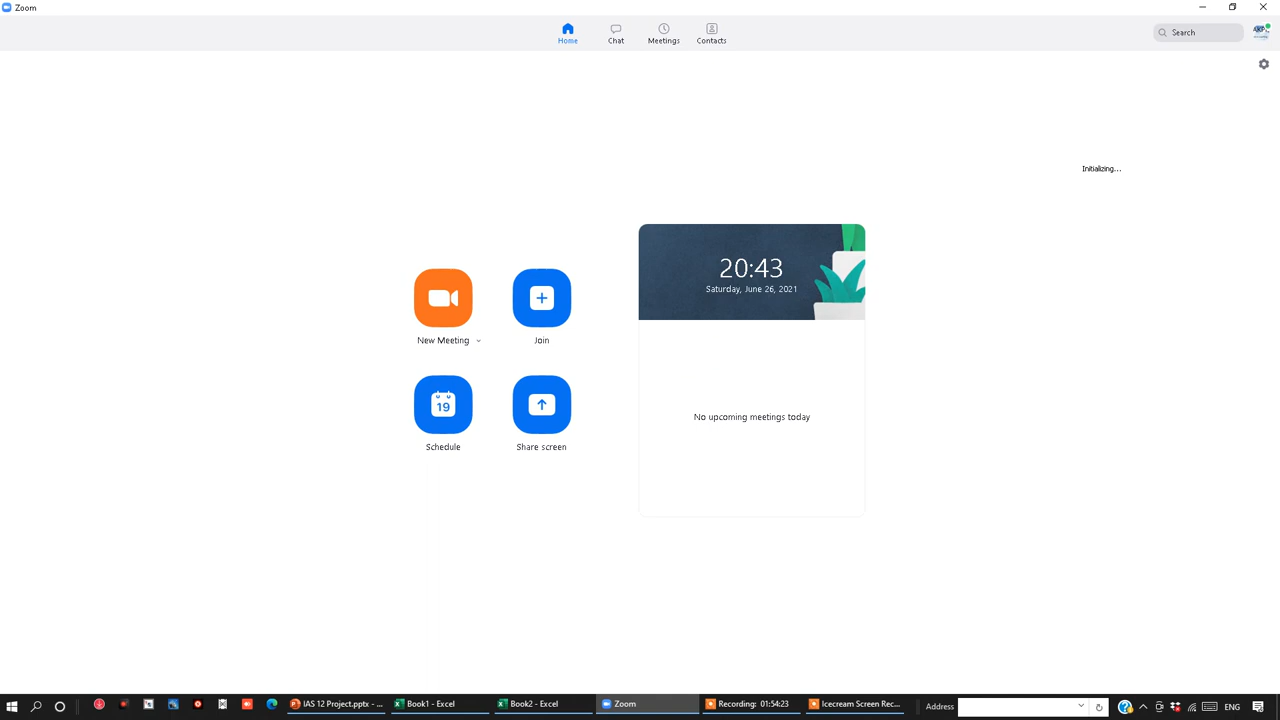 Zoom
Home
Chat
Meetings
Contacts
Search
Initializing...
20:43
Saturday, June 26, 2021
New Meeting
Join
19
Schedule
Share screen
No upcoming meetings today
IAS 12 Project.pptx - ...
Book1 - Excel
Book2 - Excel
Zoom
Recording: 01:54:23
Icecream Screen Rec...
Address
ENG